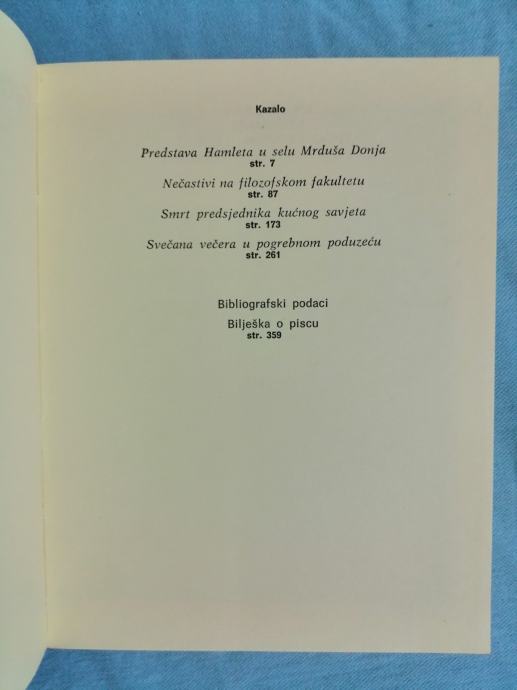 Kazalo
Predstava Hamleta u selu Mrduša Donja
str. 7
Nečastivi na filozofskom fakultetu
str. 87
Smrt predsjednika kućnog savjeta
str. 173
Svečana večera u pogrebnom poduzeću
str. 261
Bibliografski podaci
Bilješka o piscu
str. 359